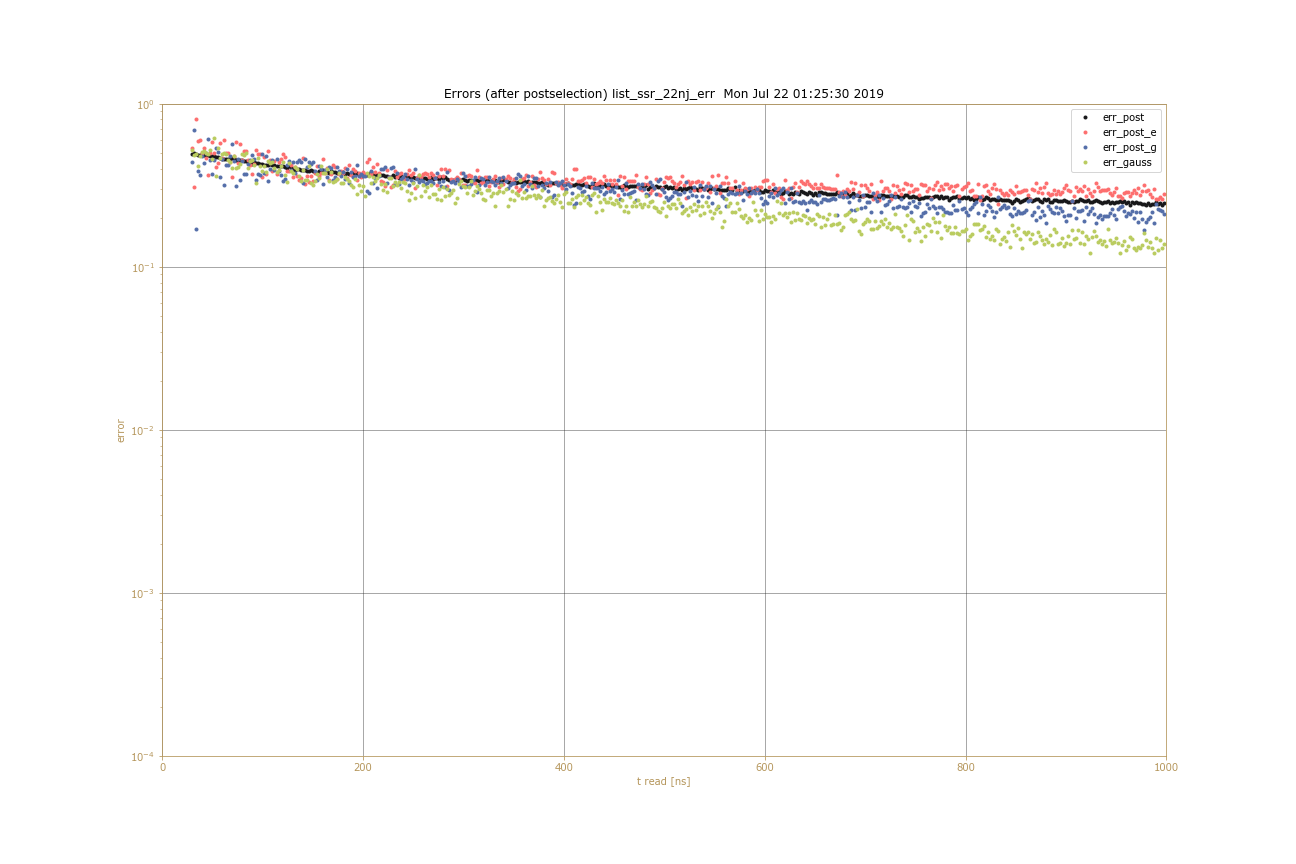 Errors (after postselection) list_ssr_22nj_err  Mon Jul 22 01:25:30 2019
10⁰
err_post
err_post_e
err_post_g
err_gauss
10⁻¹
error
10⁻²
10⁻³
10⁻⁴
0
200
400
600
800
1000
t read [ns]